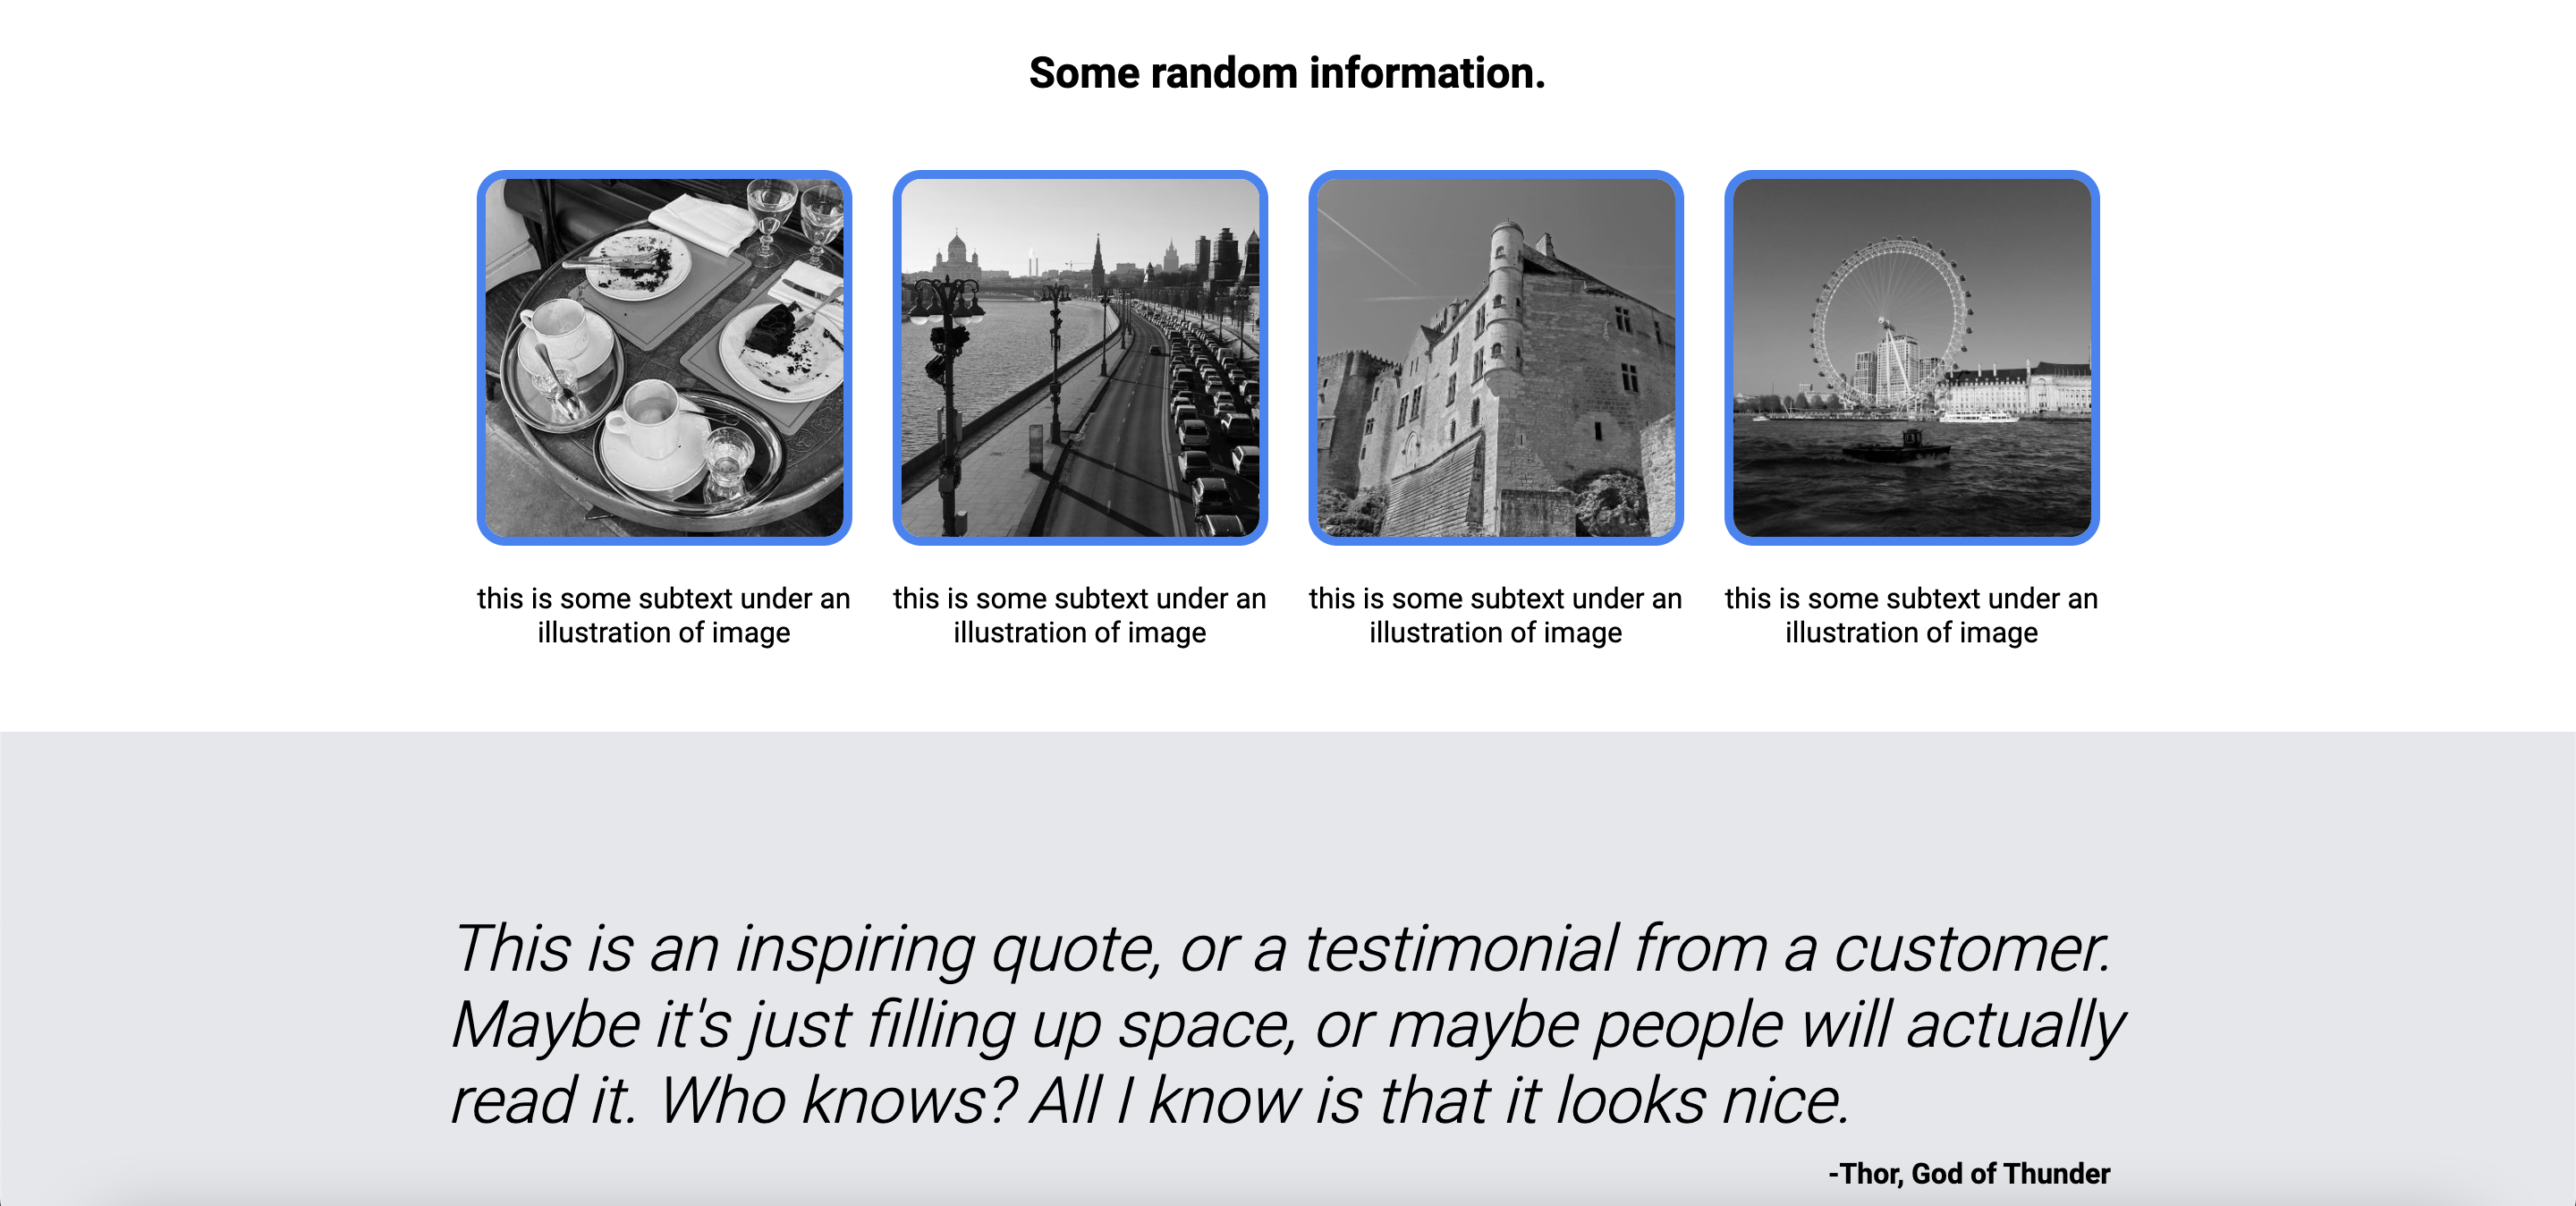 Some random information.
this is some subtext under an
illustration of image
this is some subtext under an
illustration of image
this is some subtext under an
illustration of image
this is some subtext under an
illustration of image
This is an inspiring quote, or a testimonial from a customer.
Maybe it's just filling up space, or maybe people will actually
read it. Who knows? All I know is that it looks nice.
-Thor, God of Thunder